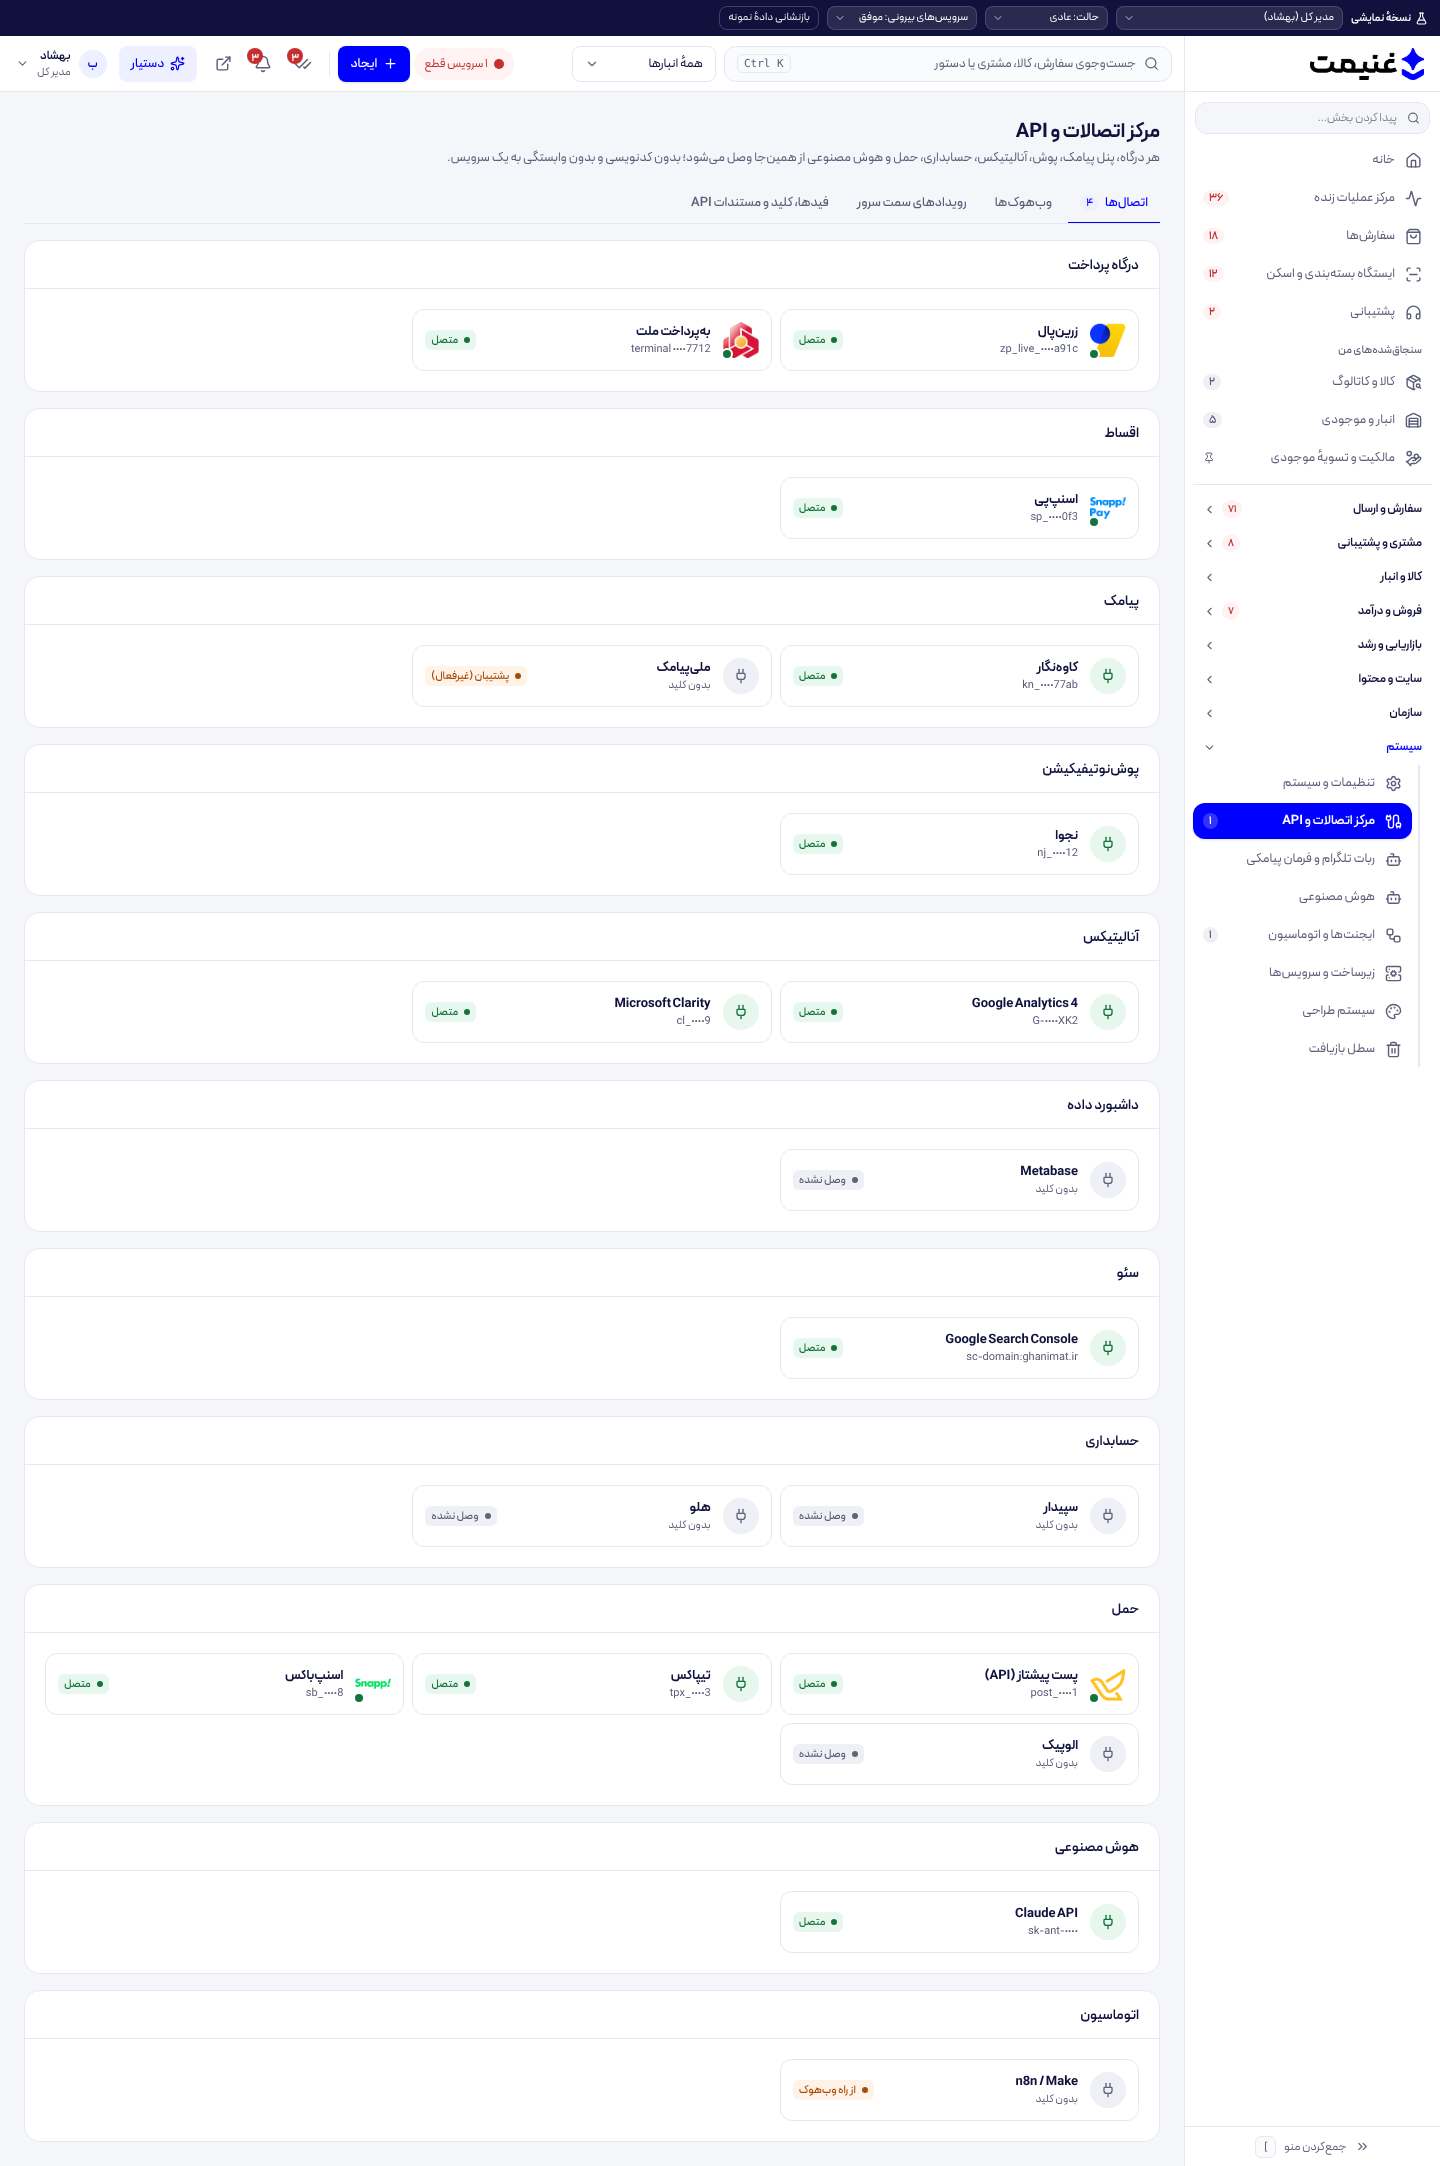 نسخهٔ نمایشی
مدیر کل (بهشاد)
حالت: عادی
سرویس‌های بیرونی: موفق
بازنشانی دادهٔ نمونه
غنیمت
جست‌وجوی سفارش، کالا، مشتری یا دستور
Ctrl K
همهٔ انبارها
۱ سرویس قطع
ایجاد
۳
۳
دستیار
ب
بهشاد
مدیر کل
پیدا کردن بخش...
خانه
مرکز عملیات زنده ۳۶
سفارش‌ها ۱۸
ایستگاه بسته‌بندی و اسکن ۱۲
پشتیبانی ۲
سنجاق‌شده‌های من
کالا و کاتالوگ ۲
انبار و موجودی ۵
مالکیت و تسویهٔ موجودی
سفارش و ارسال ۷۱
مشتری و پشتیبانی ۸
کالا و انبار
فروش و درآمد ۷
بازاریابی و رشد
سایت و محتوا
سازمان
سیستم
تنظیمات و سیستم
مرکز اتصالات و API ۱
ربات تلگرام و فرمان پیامکی
هوش مصنوعی
ایجنت‌ها و اتوماسیون ۱
زیرساخت و سرویس‌ها
سیستم طراحی
سطل بازیافت
جمع‌کردن منو [
مرکز اتصالات و API
هر درگاه، پنل پیامک، پوش، آنالیتیکس، حسابداری، حمل و هوش مصنوعی از همین‌جا وصل می‌شود؛ بدون کدنویسی و بدون وابستگی به یک سرویس.
اتصال‌ها ۴
وب‌هوک‌ها
رویدادهای سمت سرور
فیدها، کلید و مستندات API
درگاه پرداخت
زرین‌پال
zp_live_••••a91c
متصل
به‌پرداخت ملت
terminal ••••7712
متصل
اقساط
Snapp! Pay
اسنپ‌پی
sp_••••0f3
متصل
پیامک
کاوه‌نگار
kn_••••77ab
متصل
ملی‌پیامک
بدون کلید
پشتیبان (غیرفعال)
پوش‌نوتیفیکیشن
نجوا
nj_••••12
متصل
آنالیتیکس
Google Analytics 4
G-••••XK2
متصل
Microsoft Clarity
cl_••••9
متصل
داشبورد داده
Metabase
بدون کلید
وصل نشده
سئو
Google Search Console
sc-domain:ghanimat.ir
متصل
حسابداری
سپیدار
بدون کلید
وصل نشده
هلو
بدون کلید
وصل نشده
حمل
پست پیشتاز (API)
post_••••1
متصل
تیپاکس
tpx_••••3
متصل
Snapp!
اسنپ‌باکس
sb_••••8
متصل
الوپیک
بدون کلید
وصل نشده
هوش مصنوعی
Claude API
sk-ant-••••
متصل
اتوماسیون
n8n / Make
بدون کلید
از راه وب‌هوک